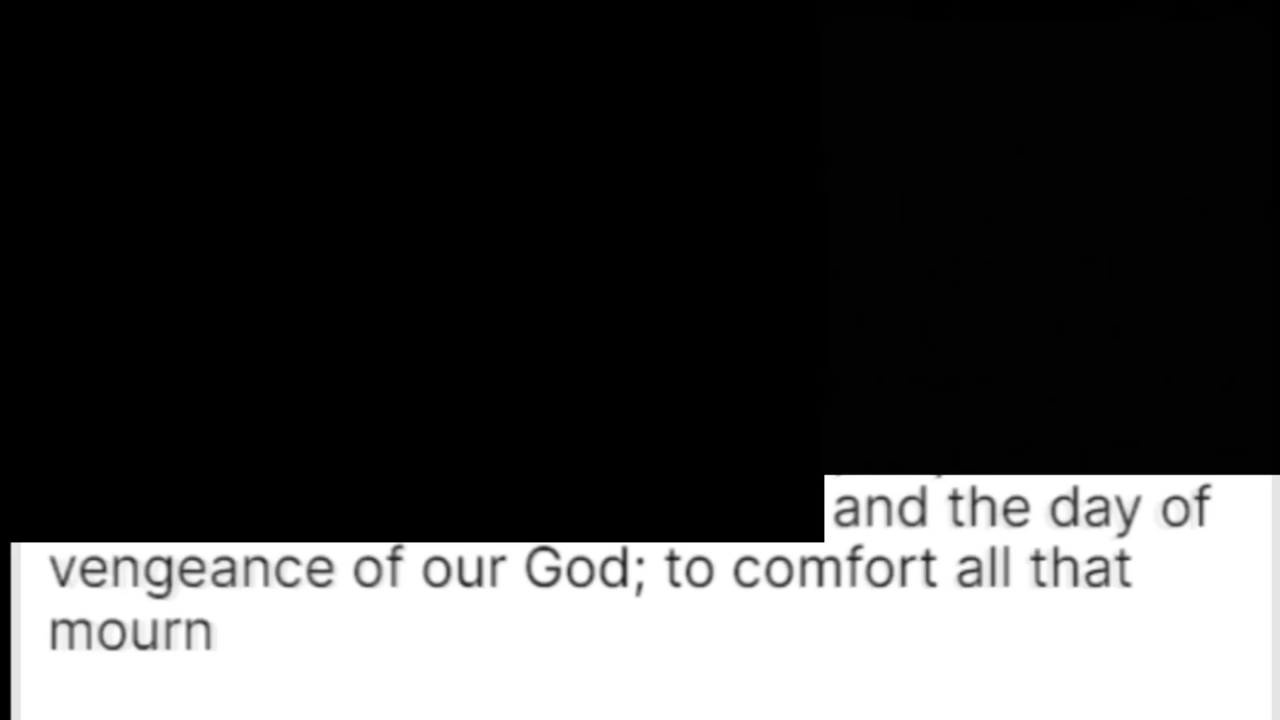 and the day of
vengeance of our God; to comfort all that
mourn